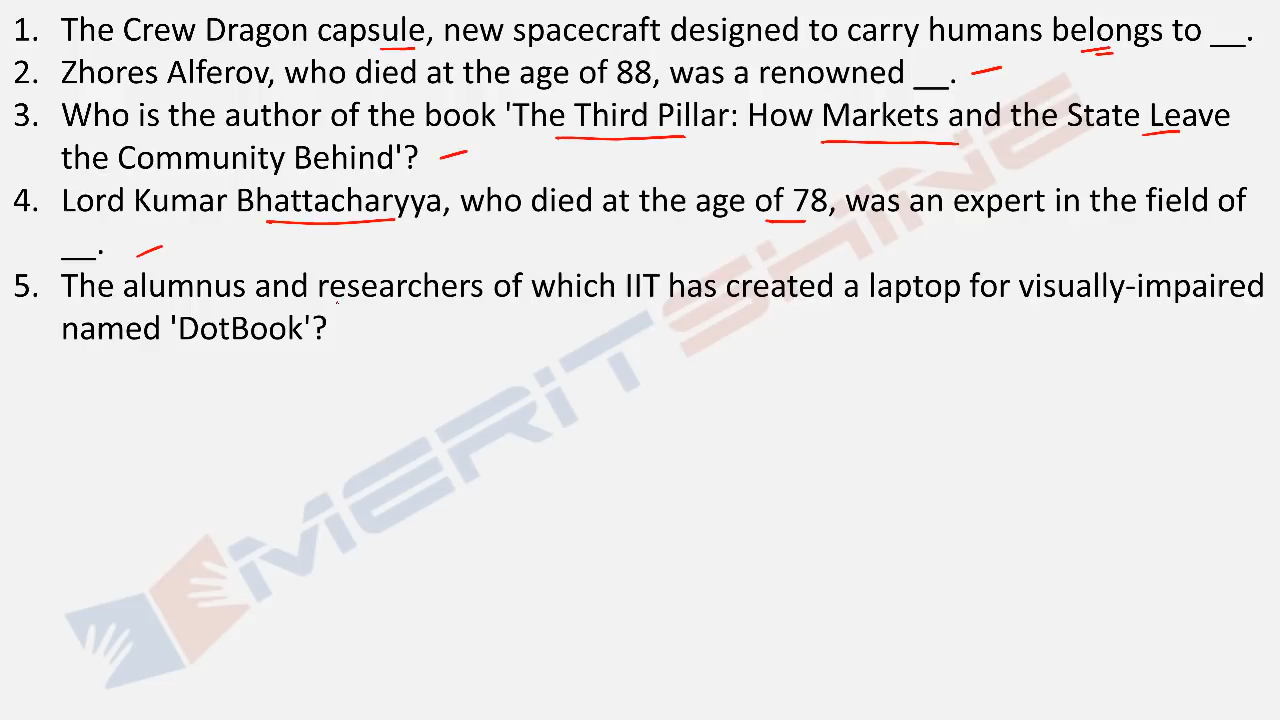 1. The Crew Dragon capsule, new spacecraft designed to carry humans belongs to __.
2. Zhores Alferov, who died at the age of 88, was a renowned __.
3. Who is the author of the book 'The Third Pillar: How Markets and the State Leave
the Community Behind'?
4. Lord Kumar Bhattacharyya, who died at the age of 78, was an expert in the field of
__.
5. The alumnus and researchers of which IIT has created a laptop for visually-impaired
named 'DotBook'?
MERITSHINE